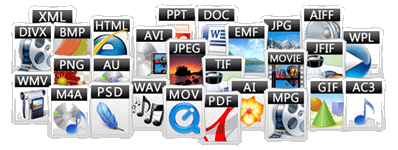 XML
PPT
DOC
AIFF
DIVX
BMP
HTML
AVI
EMF
JPG
WPL
JPEG
JFIF
PNG
AU
TIF
MOVIE
WMV
M4A
PSD
WAV
MOV
PDF
AI
MPG
GIF
AC3